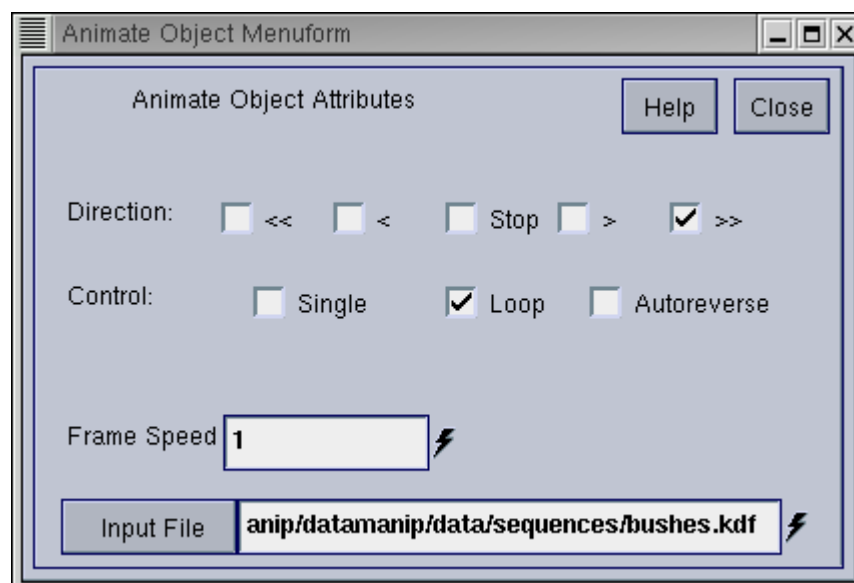 Animate Object Menuform
Animate Object Attributes
Help
Close
Direction: << < Stop > >>
Control: Single Loop Autoreverse
Frame Speed 1
Input File anip/datamanip/data/sequences/bushes.kdf